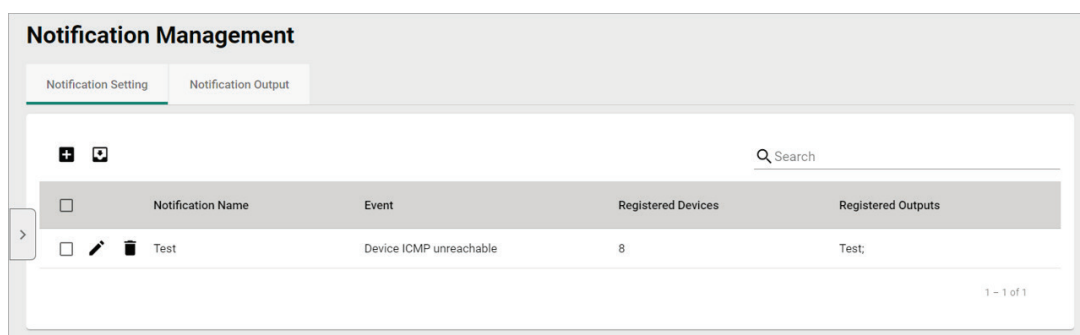 Notification Management
Notification Setting Notification Output
Search
Notification Name Event Registered Devices Registered Outputs
Test Device ICMP unreachable 8 Test;
1 – 1 of 1